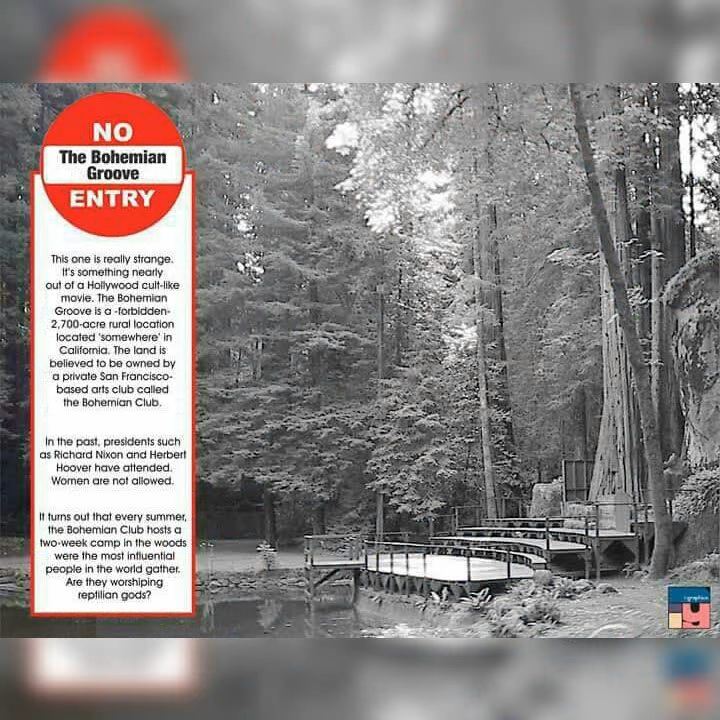 NO
The Bohemian
Groove
ENTRY
This one is really strange.
It's something nearly
out of a Hollywood cult-like
movie. The Bohemian
Groove is a -forbidden-
2,700-acre rural location
located 'somewhere' in
California. The land is
believed to be owned by
a private San Francisco-
based arts club called
the Bohemian Club.
In the past, presidents such
as Richard Nixon and Herbert
Hoover have attended.
Women are not allowed.
It turns out that every summer,
the Bohemian Club hosts a
two-week camp in the woods
were the most influential
people in the world gather.
Are they worshiping
reptilian gods?